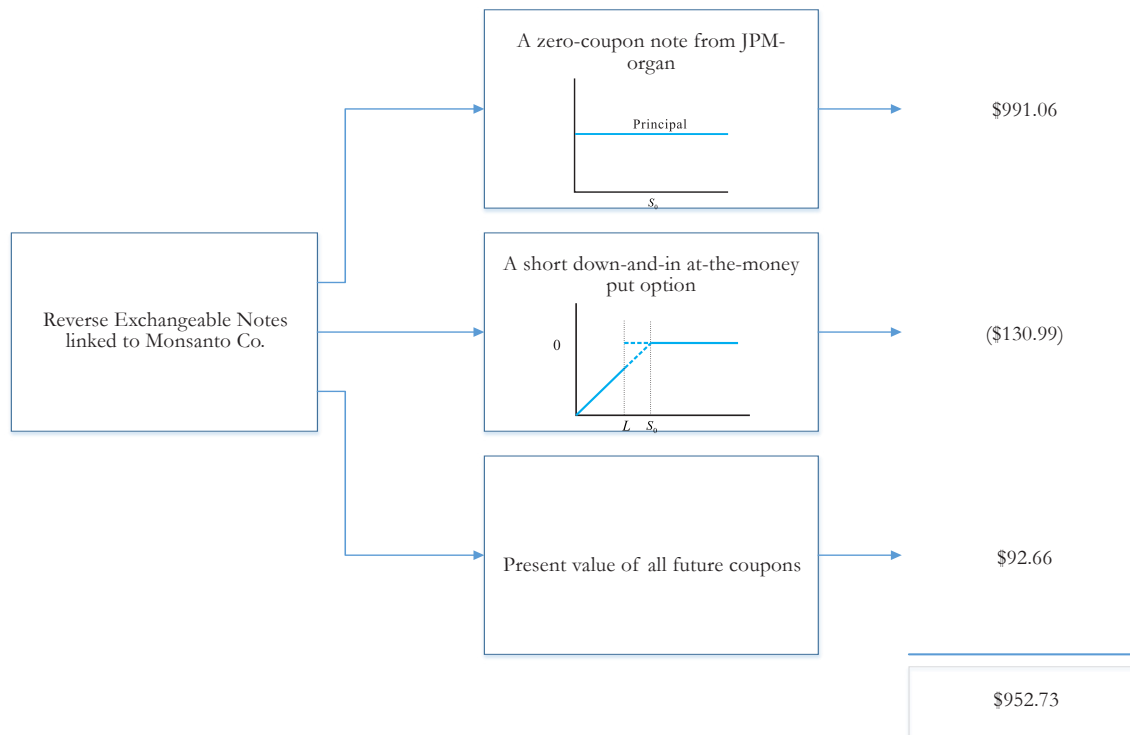 A zero-coupon note from JPM-
organ
Principal
S₀
$991.06
Reverse Exchangeable Notes
linked to Monsanto Co.
A short down-and-in at-the-money
put option
0
L S₀
($130.99)
Present value of all future coupons
$92.66
$952.73